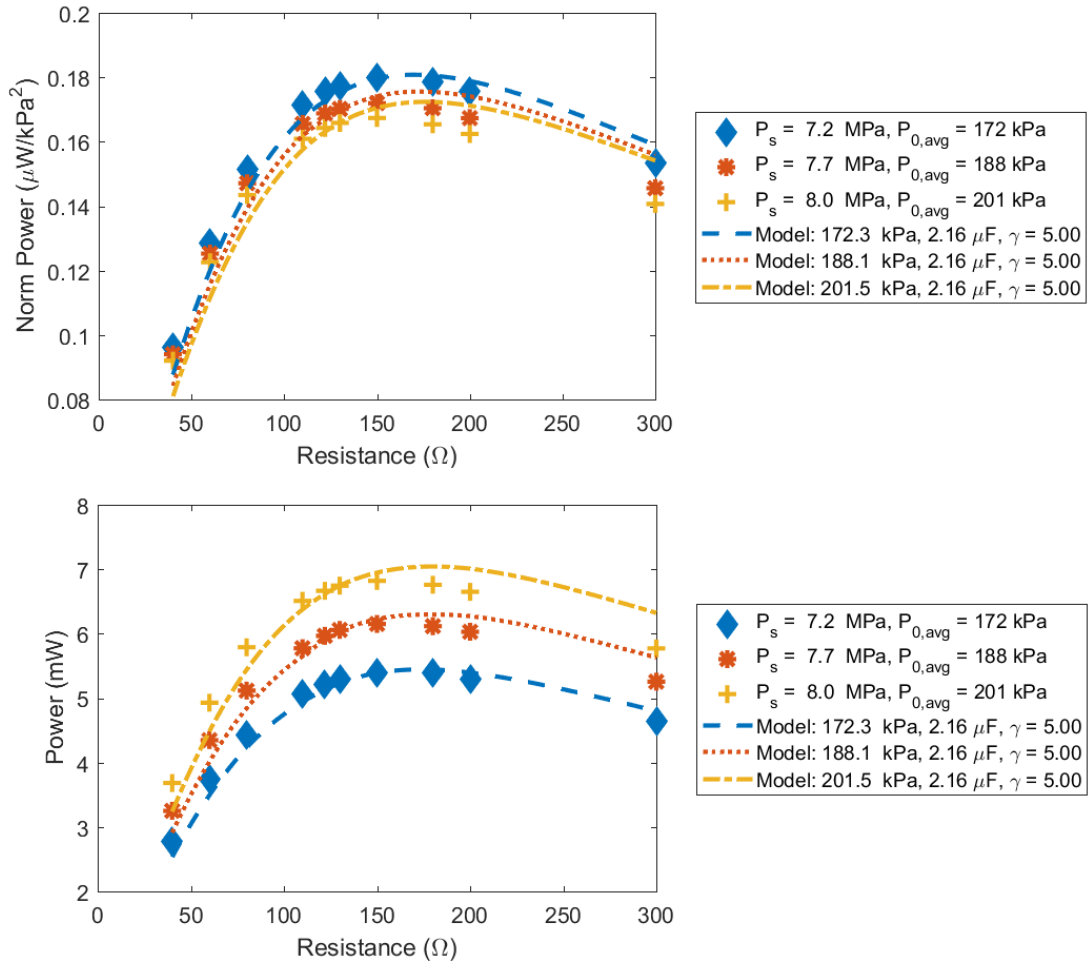 0.2
0.18
0.16
0.14
0.12
0.1
0.08
Norm Power (μW/kPa²)
0 50 100 150 200 250 300
Resistance (Ω)
P_s = 7.2 MPa, P_0,avg = 172 kPa
P_s = 7.7 MPa, P_0,avg = 188 kPa
P_s = 8.0 MPa, P_0,avg = 201 kPa
Model: 172.3 kPa, 2.16 μF, γ = 5.00
Model: 188.1 kPa, 2.16 μF, γ = 5.00
Model: 201.5 kPa, 2.16 μF, γ = 5.00
8
7
6
5
4
3
2
Power (mW)
0 50 100 150 200 250 300
Resistance (Ω)
P_s = 7.2 MPa, P_0,avg = 172 kPa
P_s = 7.7 MPa, P_0,avg = 188 kPa
P_s = 8.0 MPa, P_0,avg = 201 kPa
Model: 172.3 kPa, 2.16 μF, γ = 5.00
Model: 188.1 kPa, 2.16 μF, γ = 5.00
Model: 201.5 kPa, 2.16 μF, γ = 5.00